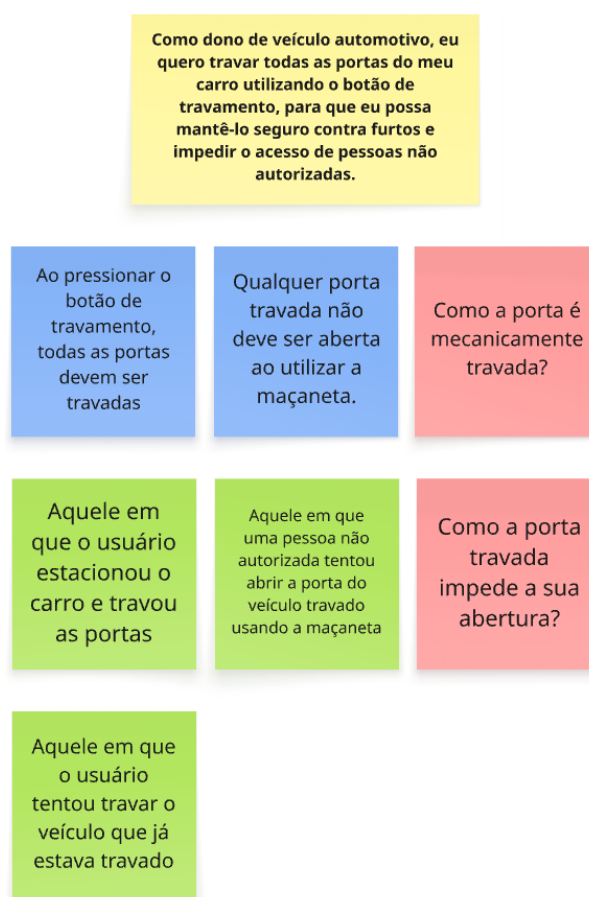 Como dono de veículo automotivo, eu
quero travar todas as portas do meu
carro utilizando o botão de
travamento, para que eu possa
mantê-lo seguro contra furtos e
impedir o acesso de pessoas não
autorizadas.
Ao pressionar o
botão de
travamento,
todas as portas
devem ser
travadas
Qualquer porta
travada não
deve ser aberta
ao utilizar a
maçaneta.
Como a porta é
mecanicamente
travada?
Aquele em
que o usuário
estacionou o
carro e travou
as portas
Aquele em que
uma pessoa não
autorizada tentou
abrir a porta do
veículo travado
usando a maçaneta
Como a porta
travada
impede a sua
abertura?
Aquele em que
o usuário
tentou travar o
veículo que já
estava travado